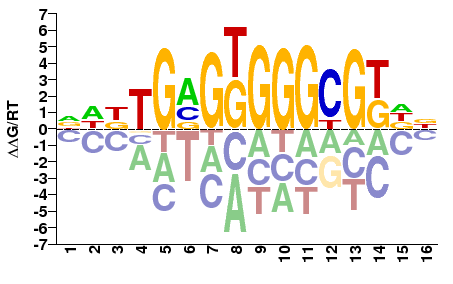 7
6
5
4
3
2
1
0
-1
-2
-3
-4
-5
-6
-7
ΔΔG/RT
1 2 3 4 5 6 7 8 9 10 11 12 13 14 15 16
A A T T G A G T G G G C G T A
C G G
T T G
A C C C C A T T A C A T A A A A C C
A C C C C G C C
C T C A T A T T